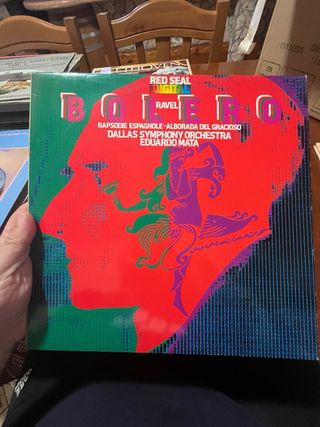 RED SEAL
DIGITAL
RAVEL
BOLERO
RAPSODIE ESPAGNOLE · ALBORADA DEL GRACIOSO
DALLAS SYMPHONY ORCHESTRA
EDUARDO MATA